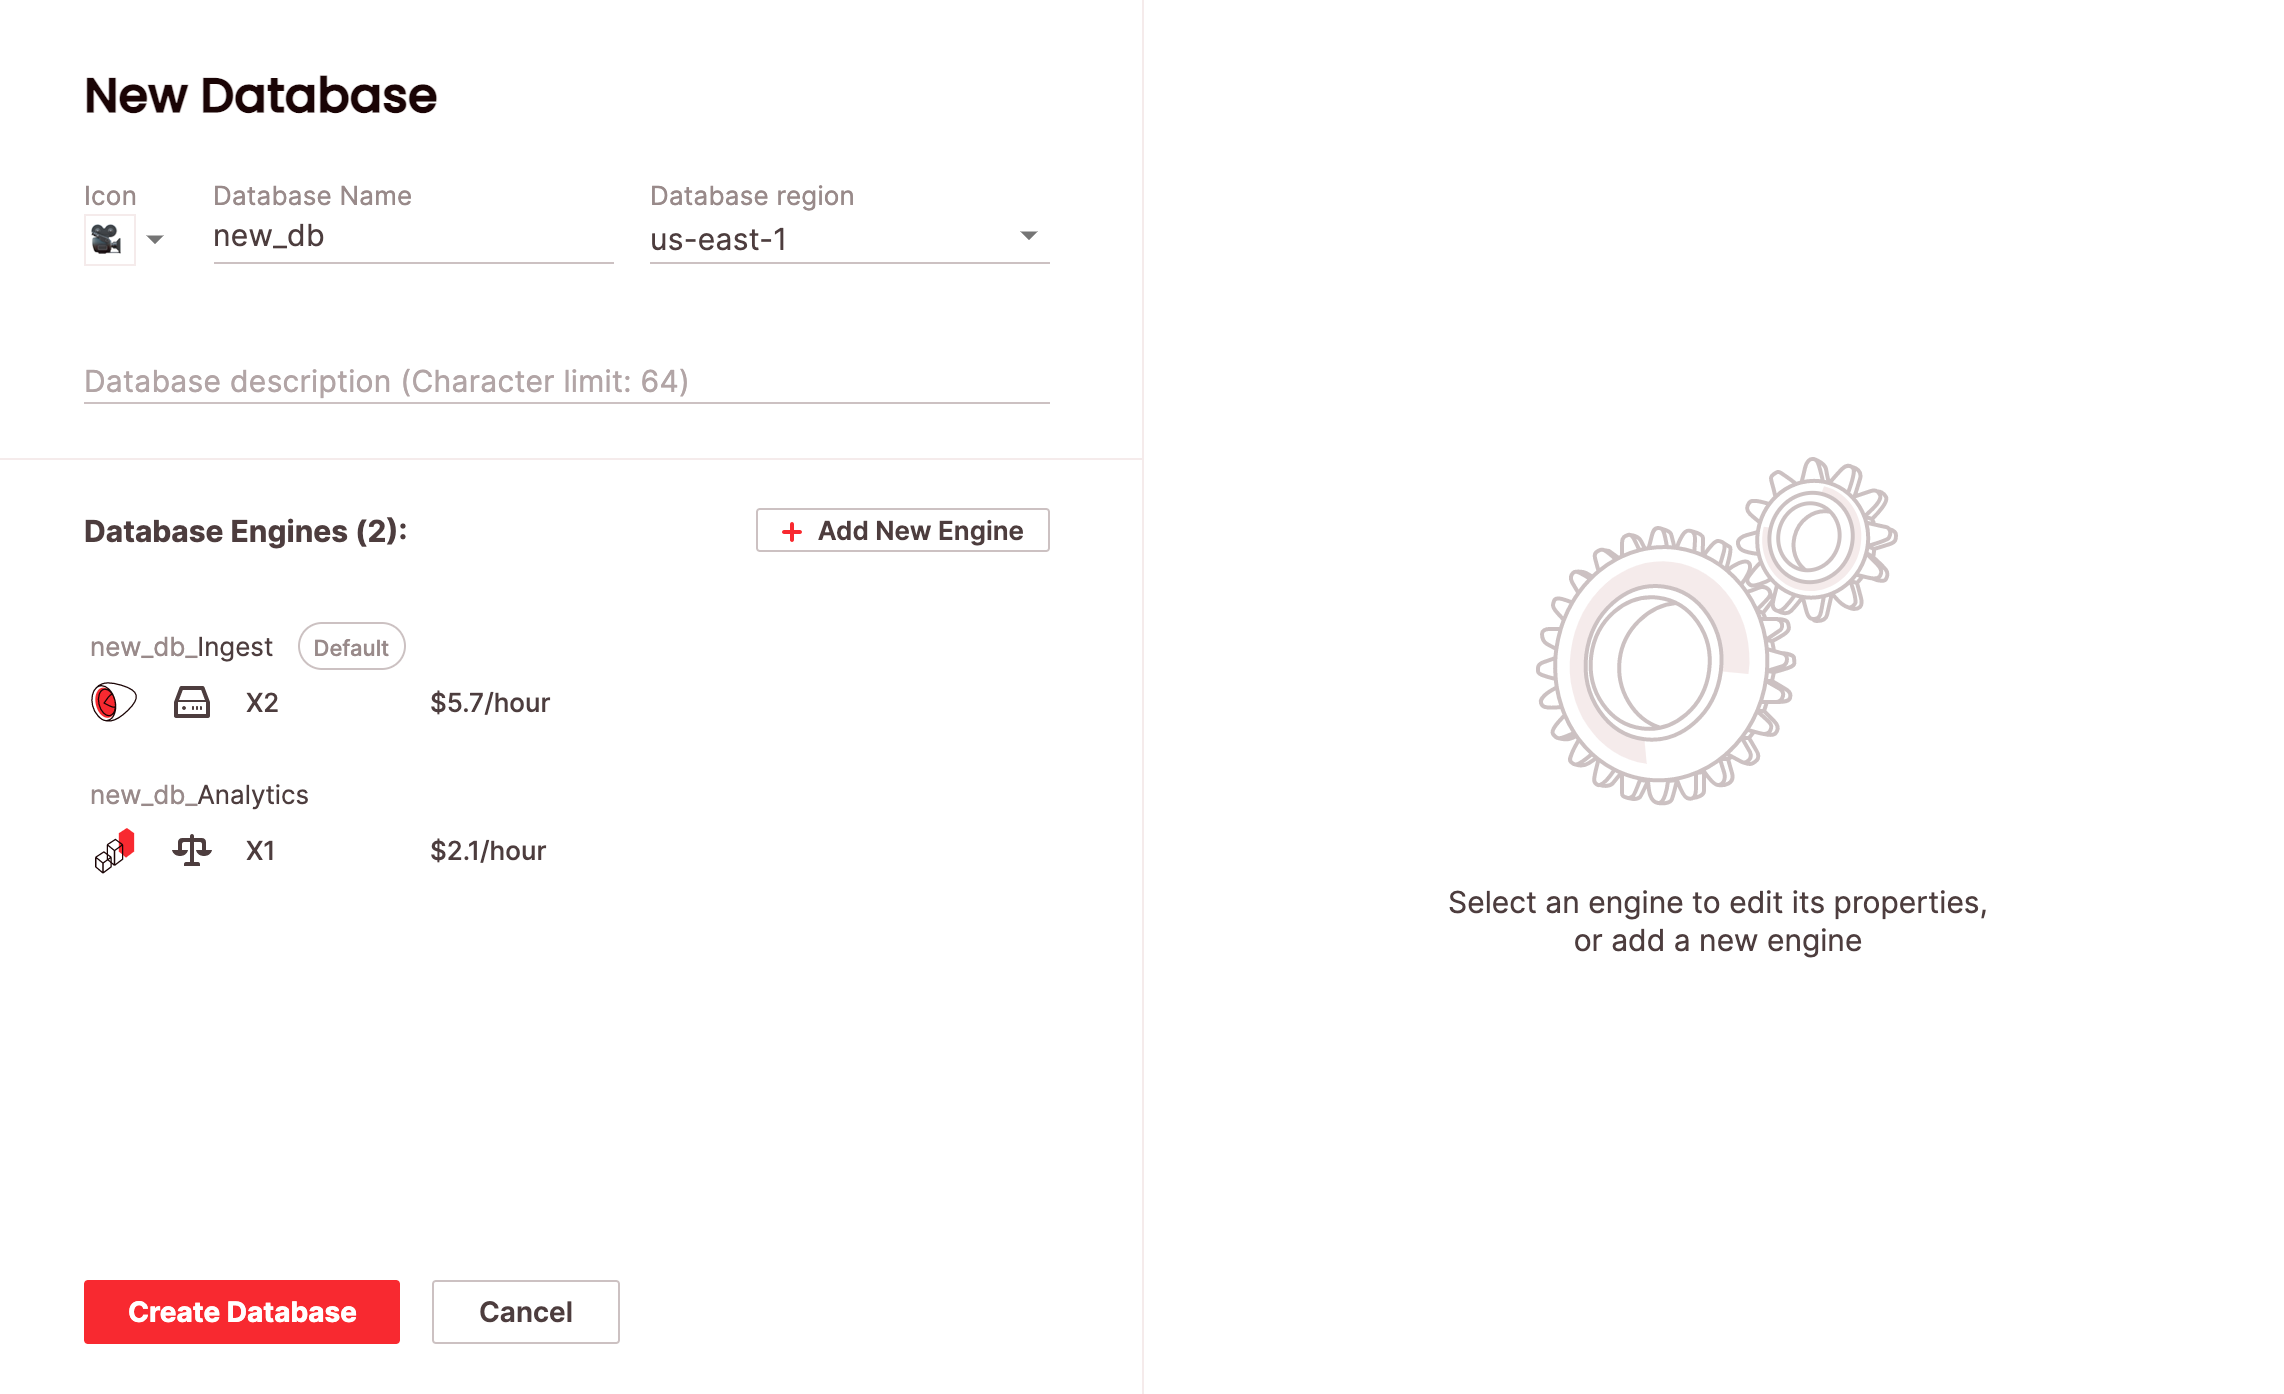 New Database
Icon
Database Name
Database region
new_db
us-east-1
Database description (Character limit: 64)
Database Engines (2):
+ Add New Engine
new_db_Ingest Default
X2 $5.7/hour
new_db_Analytics
X1 $2.1/hour
Create Database
Cancel
Select an engine to edit its properties,
or add a new engine